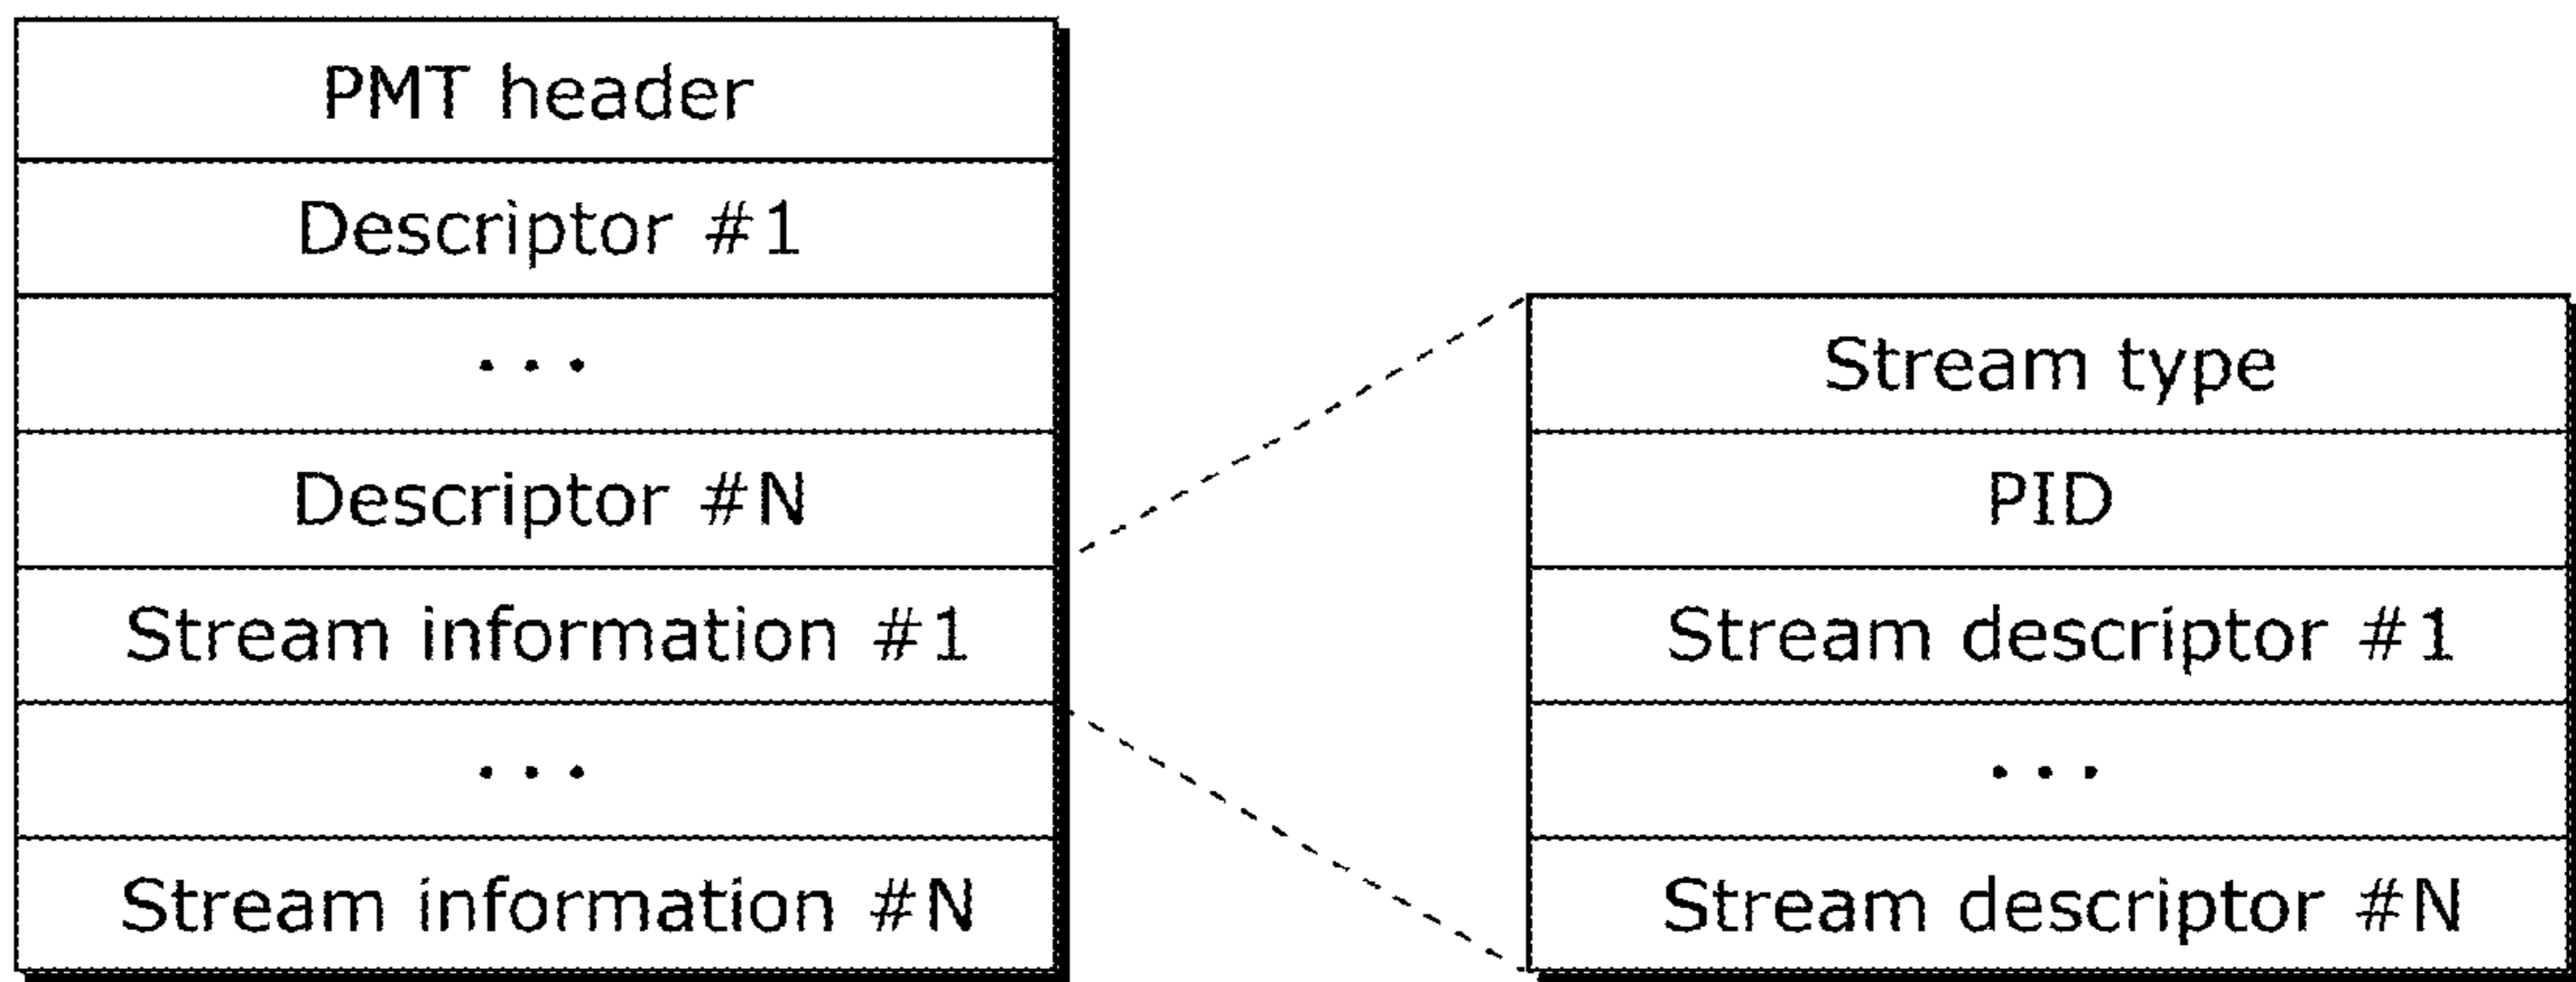 PMT header
Descriptor #1
...
Descriptor #N
Stream information #1
...
Stream information #N
Stream type
PID
Stream descriptor #1
...
Stream descriptor #N